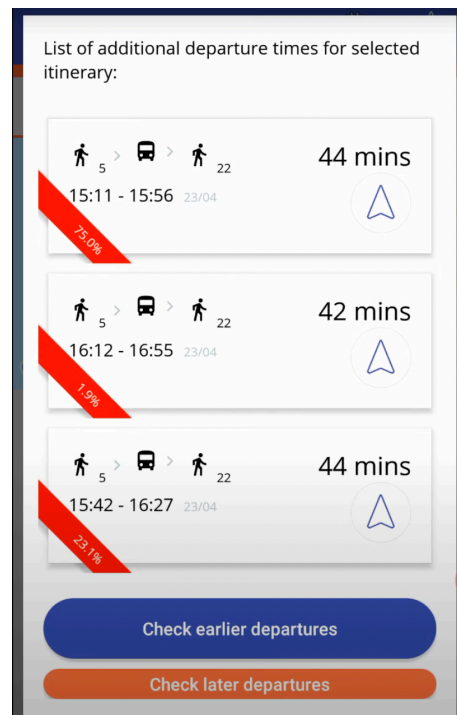 List of additional departure times for selected
itinerary:
5 > > 22
44 mins
15:11 - 15:56 23/04
75.0%
5 > > 22
42 mins
16:12 - 16:55 23/04
1.9%
5 > > 22
44 mins
15:42 - 16:27 23/04
23.1%
Check earlier departures
Check later departures